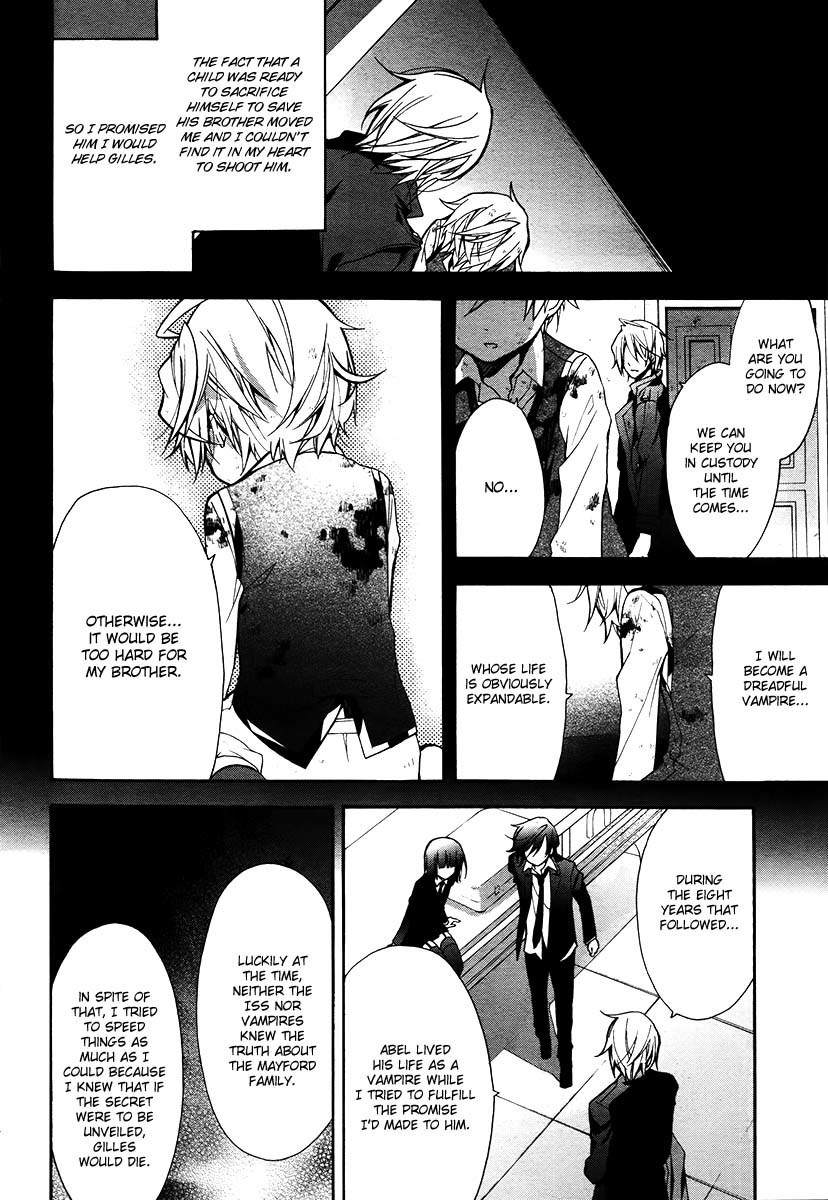 THE FACT THAT A
CHILD WAS READY
TO SACRIFICE
HIMSELF TO SAVE
HIS BROTHER MOVED
ME AND I COULDN'T
FIND IT IN MY HEART
TO SHOOT HIM.
SO I PROMISED
HIM I WOULD
HELP GILLES.
WHAT
ARE YOU
GOING TO
DO NOW?
WE CAN
KEEP YOU
IN CUSTODY
UNTIL
THE TIME
COMES...
NO...
OTHERWISE...
IT WOULD BE
TOO HARD FOR
MY BROTHER.
I WILL
BECOME A
DREADFUL
VAMPIRE...
WHOSE LIFE
IS OBVIOUSLY
EXPANDABLE.
DURING
THE EIGHT
YEARS THAT
FOLLOWED...
ABEL LIVED
HIS LIFE AS A
VAMPIRE WHILE
I TRIED TO FULFILL
THE PROMISE
I'D MADE TO HIM.
LUCKILY AT
THE TIME,
NEITHER THE
ISS NOR
VAMPIRES
KNEW THE
TRUTH ABOUT
THE MAYFORD
FAMILY.
IN SPITE OF
THAT, I TRIED
TO SPEED
THINGS AS
MUCH AS I
COULD BECAUSE
I KNEW THAT IF
THE SECRET
WERE TO BE
UNVEILED,
GILLES
WOULD DIE.